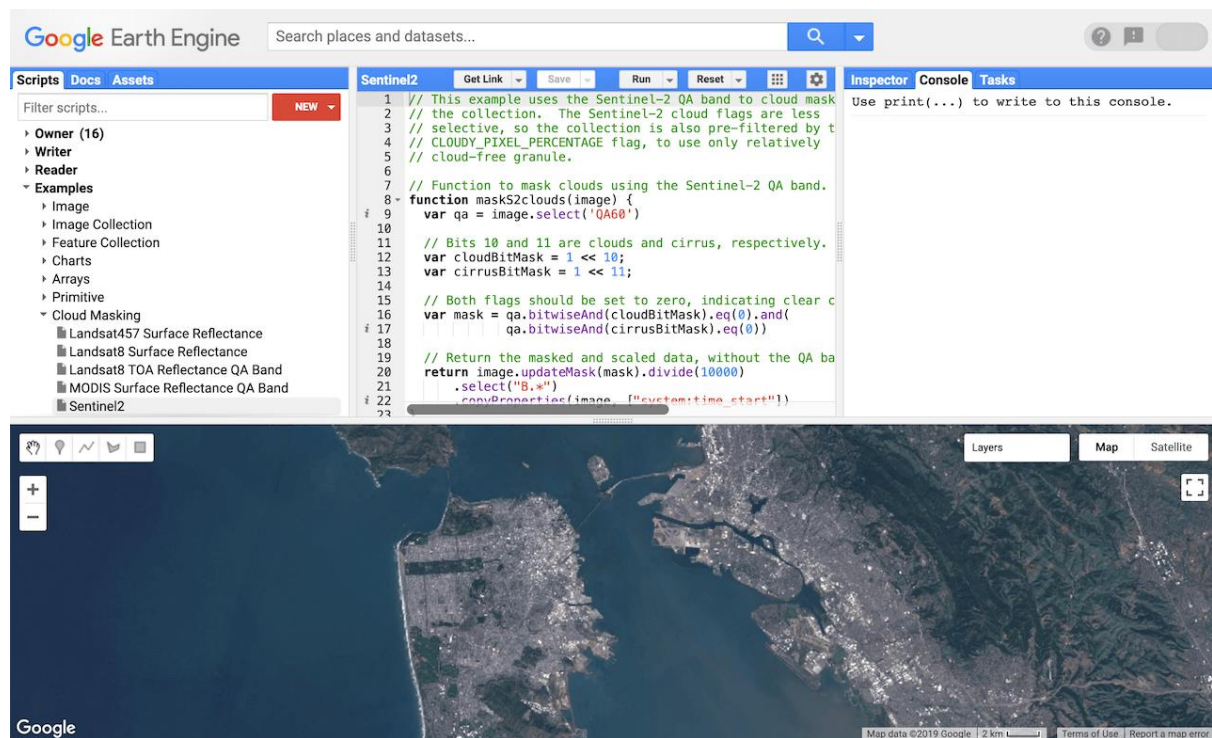 Google Earth Engine
Search places and datasets...
Scripts Docs Assets
Filter scripts...
NEW
Owner (16)
Writer
Reader
Examples
Image
Image Collection
Feature Collection
Charts
Arrays
Primitive
Cloud Masking
Landsat457 Surface Reflectance
Landsat8 Surface Reflectance
Landsat8 TOA Reflectance QA Band
MODIS Surface Reflectance QA Band
Sentinel2
Sentinel2 Get Link Save Run Reset
1 // This example uses the Sentinel-2 QA band to cloud mask
2 // the collection. The Sentinel-2 cloud flags are less
3 // selective, so the collection is also pre-filtered by t
4 // CLOUDY_PIXEL_PERCENTAGE flag, to use only relatively
5 // cloud-free granule.
6
7 // Function to mask clouds using the Sentinel-2 QA band.
8 function maskS2clouds(image) {
i 9 var qa = image.select('QA60')
10
11 // Bits 10 and 11 are clouds and cirrus, respectively.
12 var cloudBitMask = 1 << 10;
13 var cirrusBitMask = 1 << 11;
14
15 // Both flags should be set to zero, indicating clear c
16 var mask = qa.bitwiseAnd(cloudBitMask).eq(0).and(
i 17 qa.bitwiseAnd(cirrusBitMask).eq(0))
18
19 // Return the masked and scaled data, without the QA ba
20 return image.updateMask(mask).divide(10000)
21 .select("B.*")
i 22 .copyProperties(image, ["system:time_start"])
23
Inspector Console Tasks
Use print(...) to write to this console.
Layers
Map Satellite
Google
Map data ©2019 Google 2 km Terms of Use Report a map error